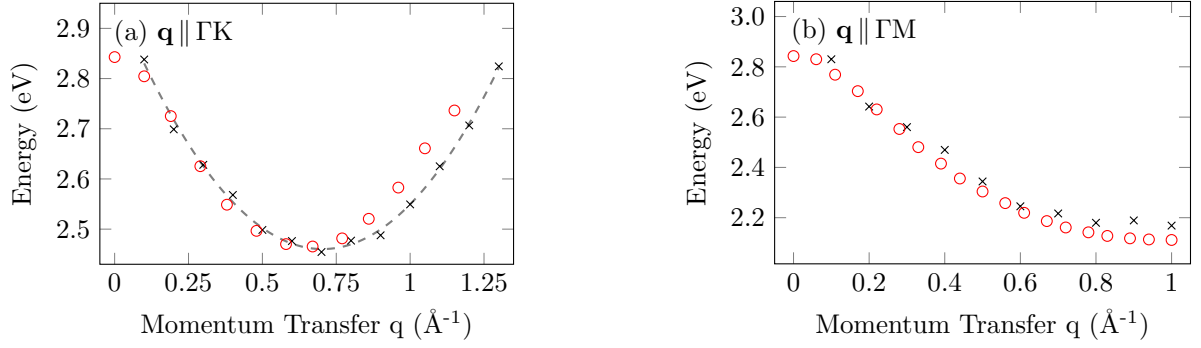 (a) q ∥ ΓK
2.9
2.8
2.7
2.6
2.5
Energy (eV)
0 0.25 0.5 0.75 1 1.25
Momentum Transfer q (Å-1)
(b) q ∥ ΓM
3.0
2.8
2.6
2.4
2.2
Energy (eV)
0 0.2 0.4 0.6 0.8 1
Momentum Transfer q (Å-1)